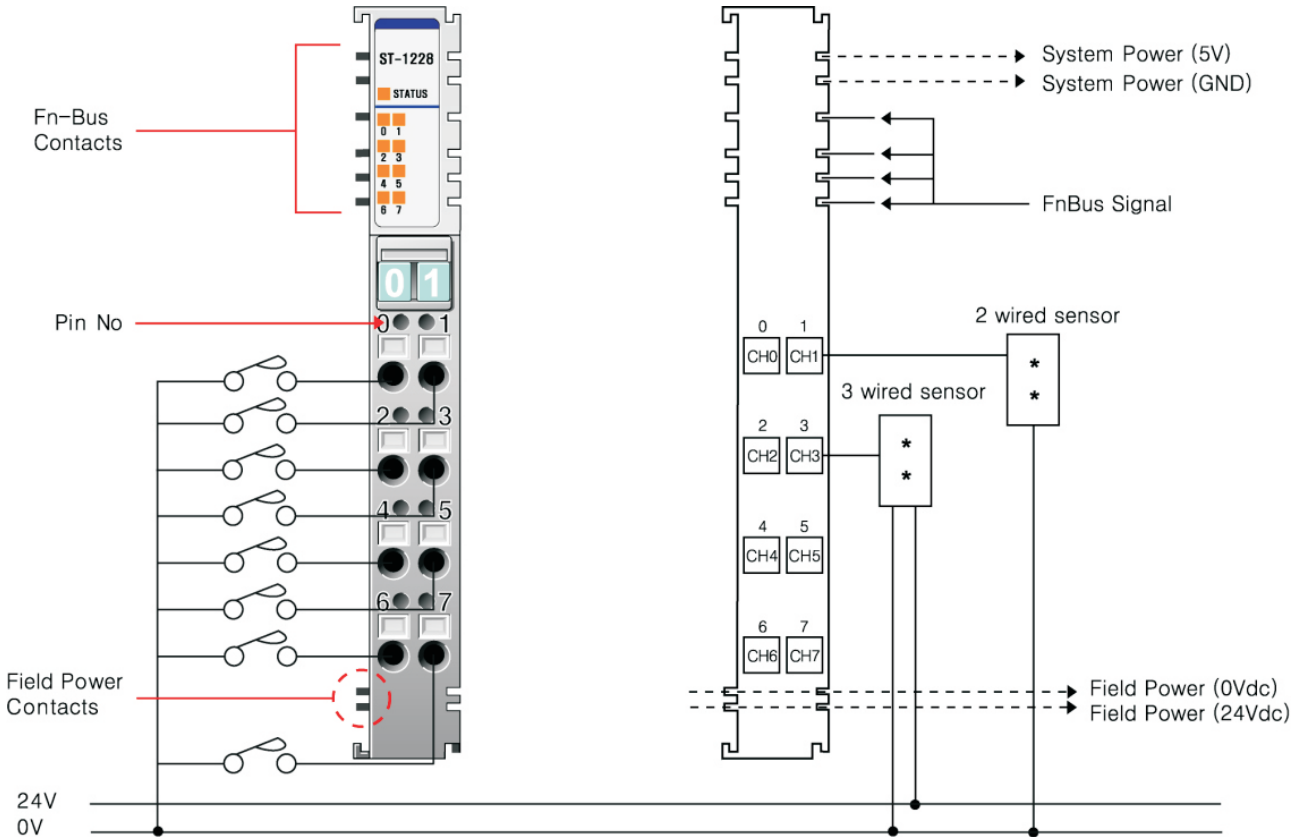 ST-1228
STATUS
0 1
2 3
4 5
6 7
Fn-Bus
Contacts
01
Pin No
0 1
2 3
4 5
6 7
Field Power
Contacts
24V
0V
System Power (5V)
System Power (GND)
FnBus Signal
2 wired sensor
3 wired sensor
0 1
CH0 CH1
*
*
2 3
CH2 CH3
*
*
4 5
CH4 CH5
6 7
CH6 CH7
Field Power (0Vdc)
Field Power (24Vdc)